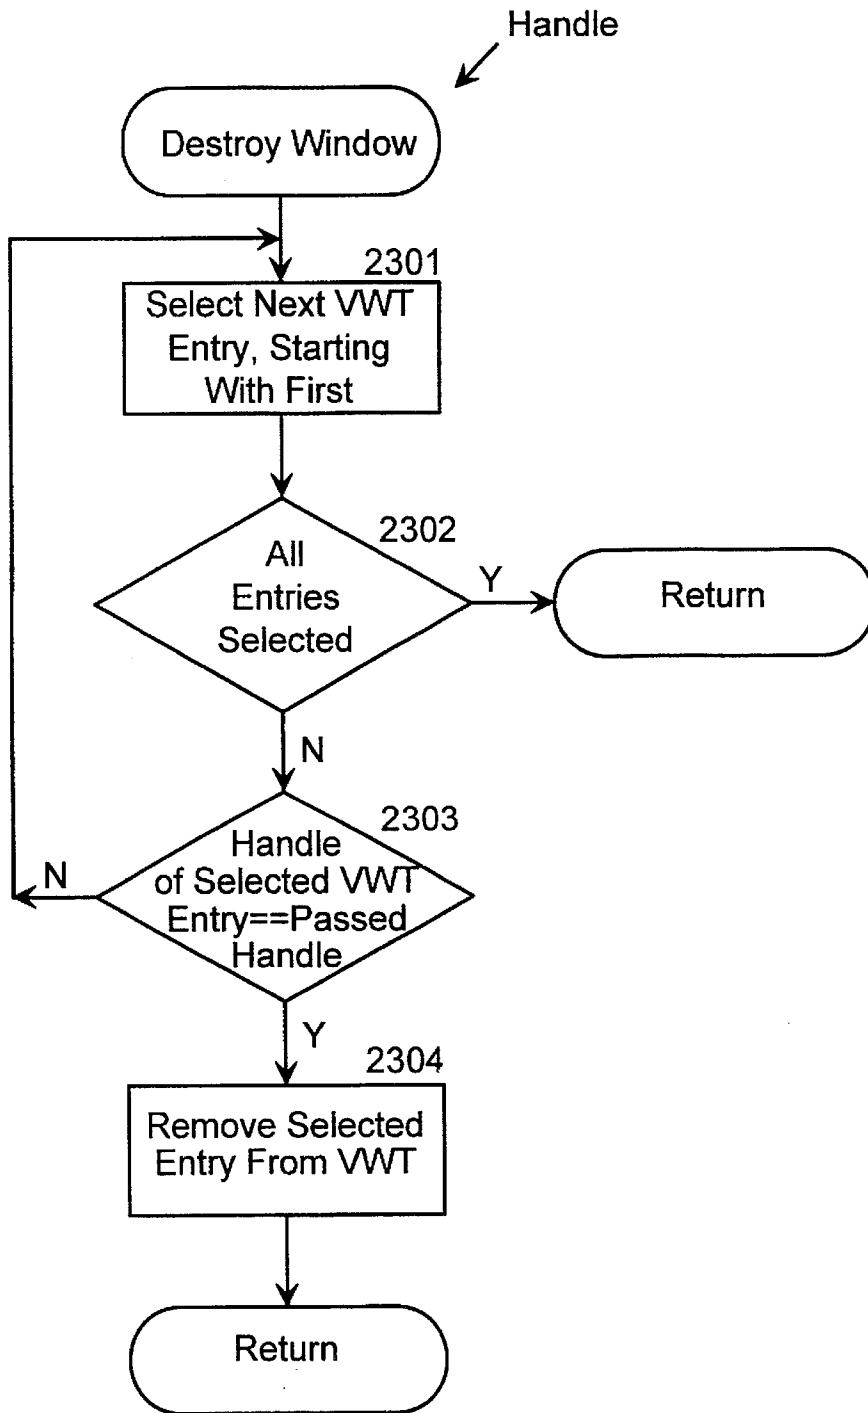 Handle
Destroy Window
2301
Select Next VWT
Entry, Starting
With First
2302
All
Entries
Selected
Y
Return
N
2303
Handle
of Selected VWT
Entry==Passed
Handle
N
Y
2304
Remove Selected
Entry From VWT
Return